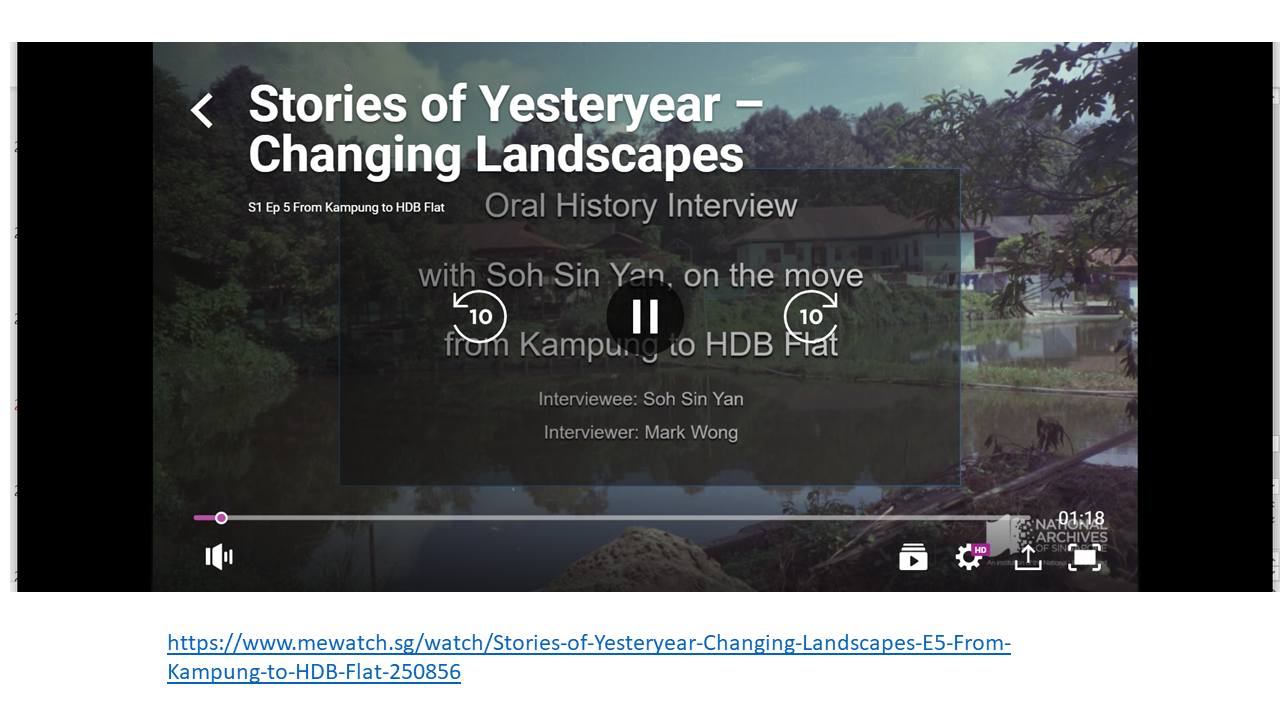 Stories of Yesteryear –
Changing Landscapes
S1 Ep 5 From Kampung to HDB Flat
Oral History Interview
with Soh Sin Yan, on the move
10
10
from Kampung to HDB Flat
Interviewee: Soh Sin Yan
Interviewer: Mark Wong
01:18
NATIONAL
ARCHIVES
OF SINGAPORE
HD
https://www.mewatch.sg/watch/Stories-of-Yesteryear-Changing-Landscapes-E5-From-
Kampung-to-HDB-Flat-250856